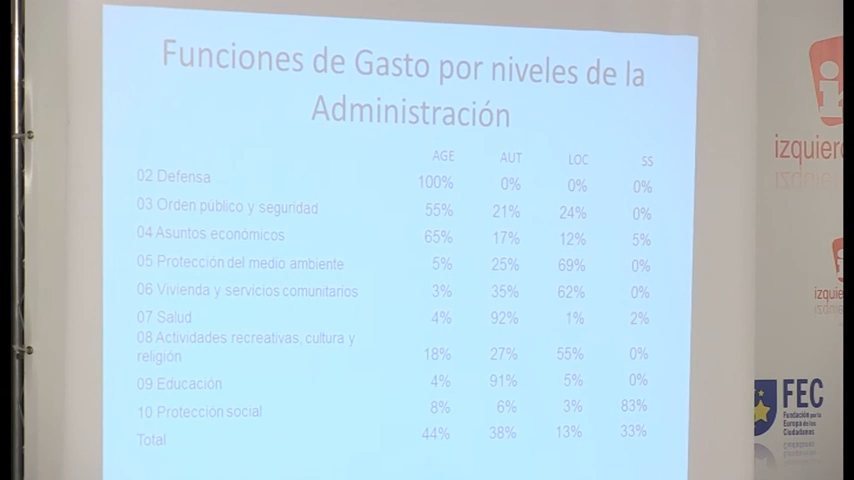 Funciones de Gasto por niveles de la
Administración
AGE AUT LOC SS
02 Defensa 100% 0% 0% 0%
03 Orden público y seguridad 55% 21% 24% 0%
04 Asuntos económicos 65% 17% 12% 5%
05 Protección del medio ambiente 5% 25% 69% 0%
06 Vivienda y servicios comunitarios 3% 35% 62% 0%
07 Salud 4% 92% 1% 2%
08 Actividades recreativas, cultura y
religión 18% 27% 55% 0%
09 Educación 4% 91% 5% 0%
10 Protección social 8% 6% 3% 83%
Total 44% 38% 13% 33%
izquier
izqui
FEC
Fundación por la
Europa de los
Ciudadanos